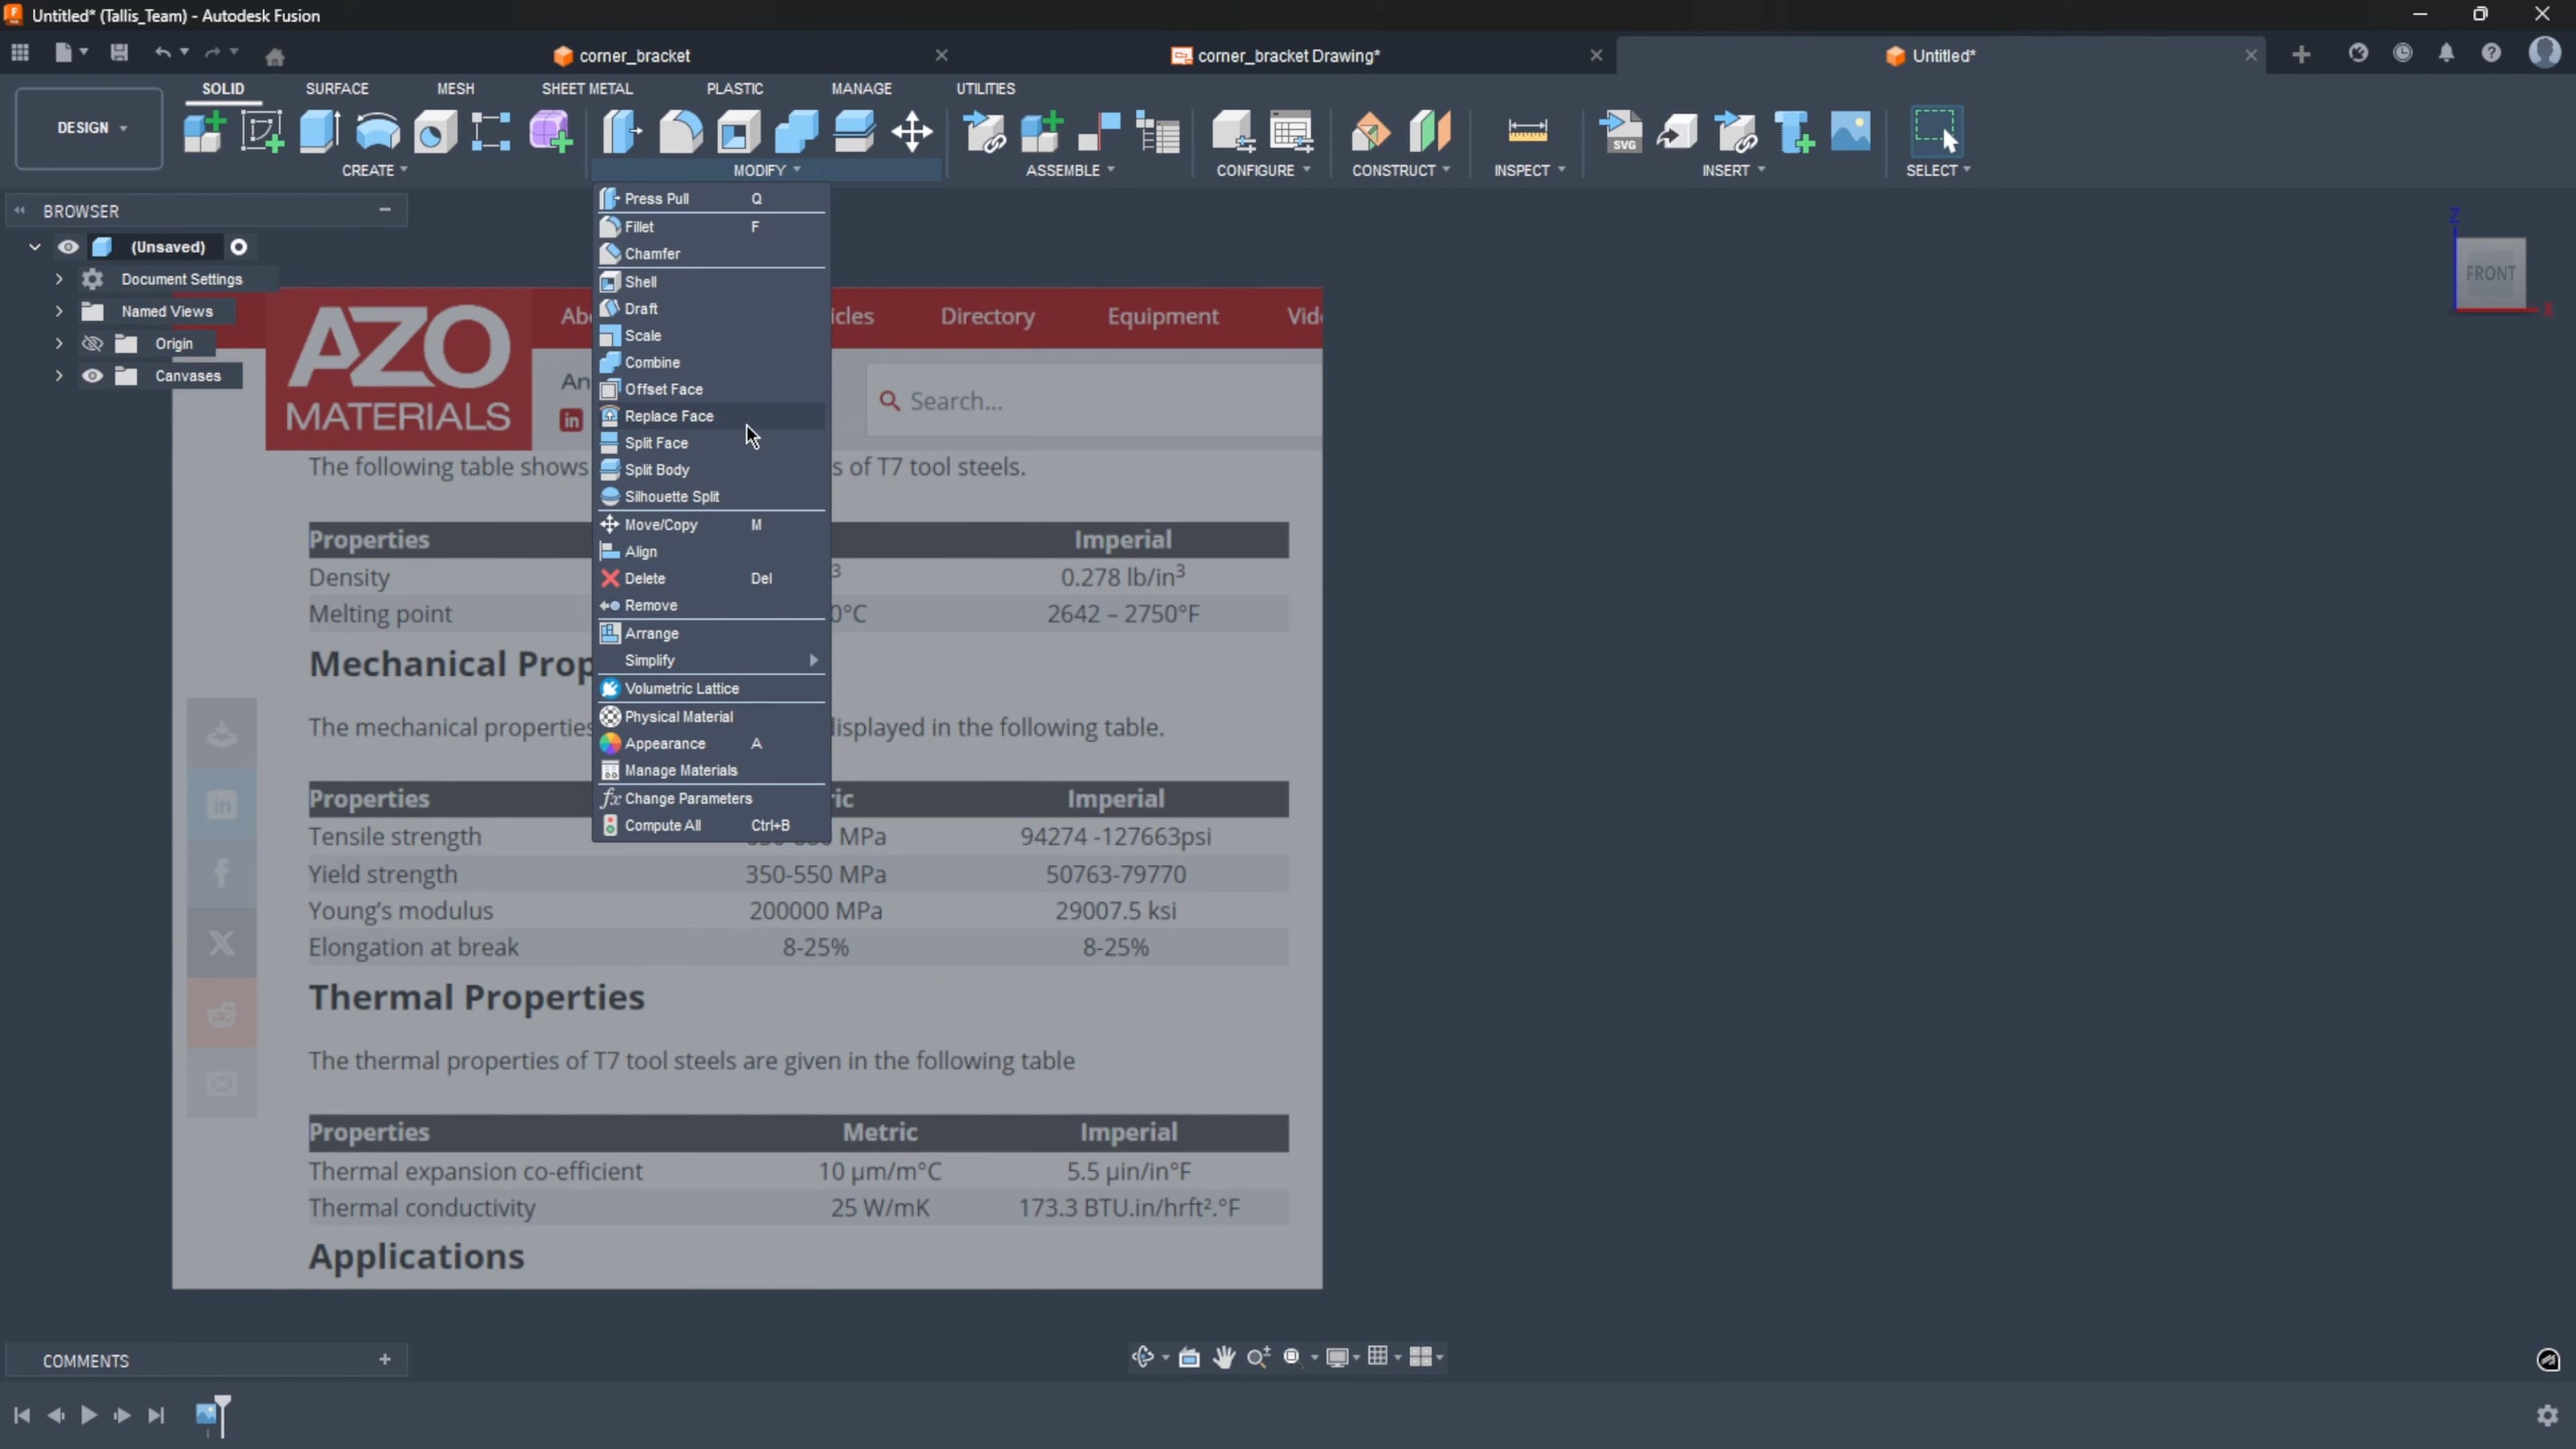 Untitled* (Tallis_Team) - Autodesk Fusion
corner_bracket
corner_bracket Drawing*
Untitled*
DESIGN
SOLID
SURFACE
MESH
SHEET METAL
PLASTIC
MANAGE
UTILITIES
SVG
CREATE
MODIFY
ASSEMBLE
CONFIGURE
CONSTRUCT
INSPECT
INSERT
SELECT
BROWSER
(Unsaved)
Document Settings
Named Views
Origin
Canvases
Press Pull Q
Fillet F
Chamfer
Shell
Draft
Scale
Combine
Offset Face
Replace Face
Split Face
Split Body
Silhouette Split
Move/Copy M
Align
Delete Del
Remove
Arrange
Simplify
Volumetric Lattice
Physical Material
Appearance A
Manage Materials
Change Parameters
Compute All Ctrl+B
Z
FRONT
X
AZO
MATERIALS
Directory
Equipment
Search...
The following table shows
s of T7 tool steels.
Properties Imperial
Density 3 0.278 lb/in³
Melting point 0°C 2642 – 2750°F
Mechanical Prop
The mechanical properties
displayed in the following table.
Properties ic Imperial
Tensile strength MPa 94274 -127663psi
Yield strength 350-550 MPa 50763-79770
Young's modulus 200000 MPa 29007.5 ksi
Elongation at break 8-25% 8-25%
Thermal Properties
The thermal properties of T7 tool steels are given in the following table
Properties Metric Imperial
Thermal expansion co-efficient 10 μm/m°C 5.5 μin/in°F
Thermal conductivity 25 W/mK 173.3 BTU.in/hrft².°F
Applications
COMMENTS